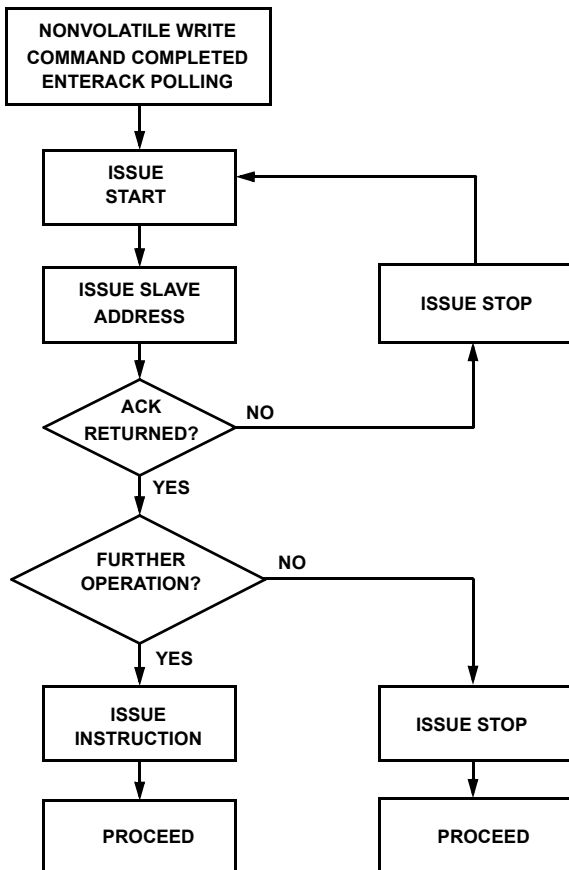 NONVOLATILE WRITE
COMMAND COMPLETED
ENTERACK POLLING
ISSUE
START
ISSUE SLAVE
ADDRESS
ISSUE STOP
ACK
RETURNED?
NO
YES
FURTHER
OPERATION?
NO
YES
ISSUE
INSTRUCTION
ISSUE STOP
PROCEED
PROCEED